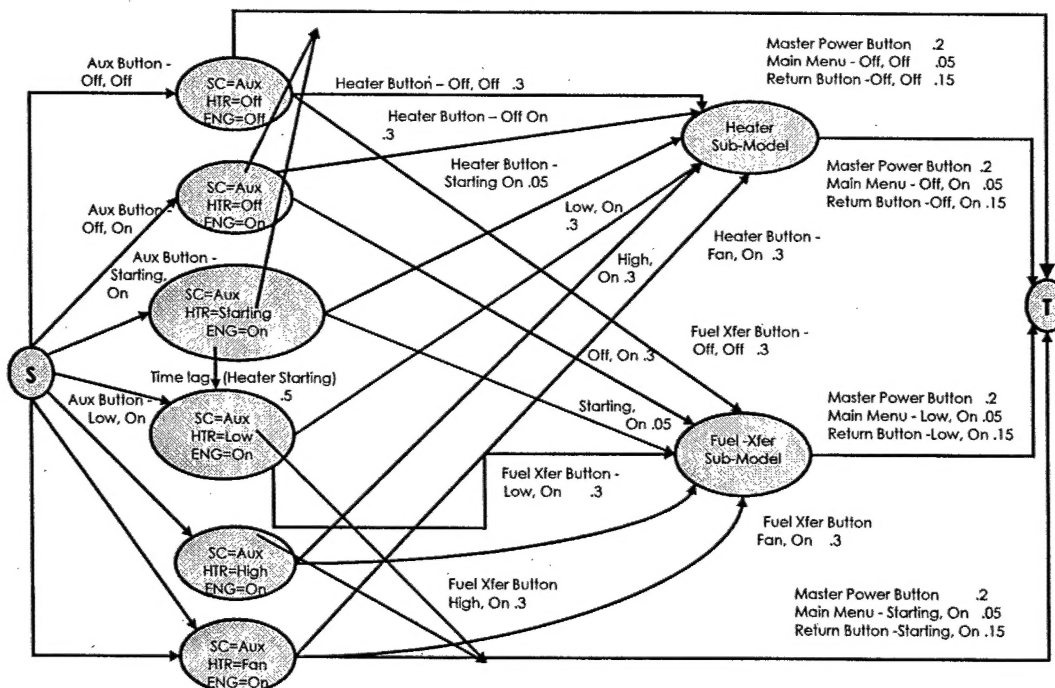 Aux Button -
Off, Off
SC=Aux
HTR=Off
ENG=Off
Heater Button – Off, Off .3
Master Power Button .2
Main Menu - Off, Off .05
Return Button -Off, Off .15
Heater Button – Off On
.3
Heater
Sub-Model
Heater Button -
Starting On .05
Master Power Button .2
Main Menu - Off, On .05
Return Button -Off, On .15
Aux Button -
Off, On
SC=Aux
HTR=Off
ENG=On
Low, On
.3
Heater Button -
Fan, On .3
High,
On .3
Aux Button -
Starting,
On
SC=Aux
HTR=Starting
ENG=On
T
Off, On .3
Fuel Xfer Button -
Off, Off .3
S
Time lag (Heater Starting)
.5
Aux Button -
Low, On
SC=Aux
HTR=Low
ENG=On
Starting,
On .05
Fuel -Xfer
Sub-Model
Master Power Button .2
Main Menu - Low, On .05
Return Button -Low, On .15
Fuel Xfer Button -
Low, On .3
Fuel Xfer Button
Fan, On .3
SC=Aux
HTR=High
ENG=On
Fuel Xfer Button
High, On .3
Master Power Button .2
Main Menu - Starting, On .05
Return Button -Starting, On .15
SC=Aux
HTR=Fan
ENG=On